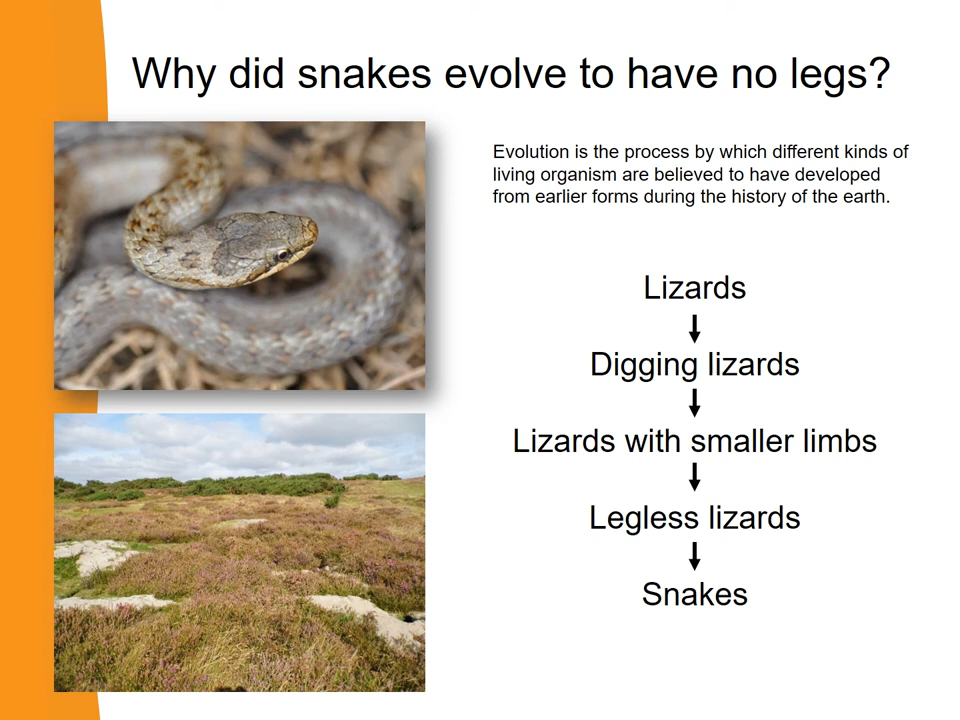 Why did snakes evolve to have no legs?
Evolution is the process by which different kinds of
living organism are believed to have developed
from earlier forms during the history of the earth.
Lizards
Digging lizards
Lizards with smaller limbs
Legless lizards
Snakes